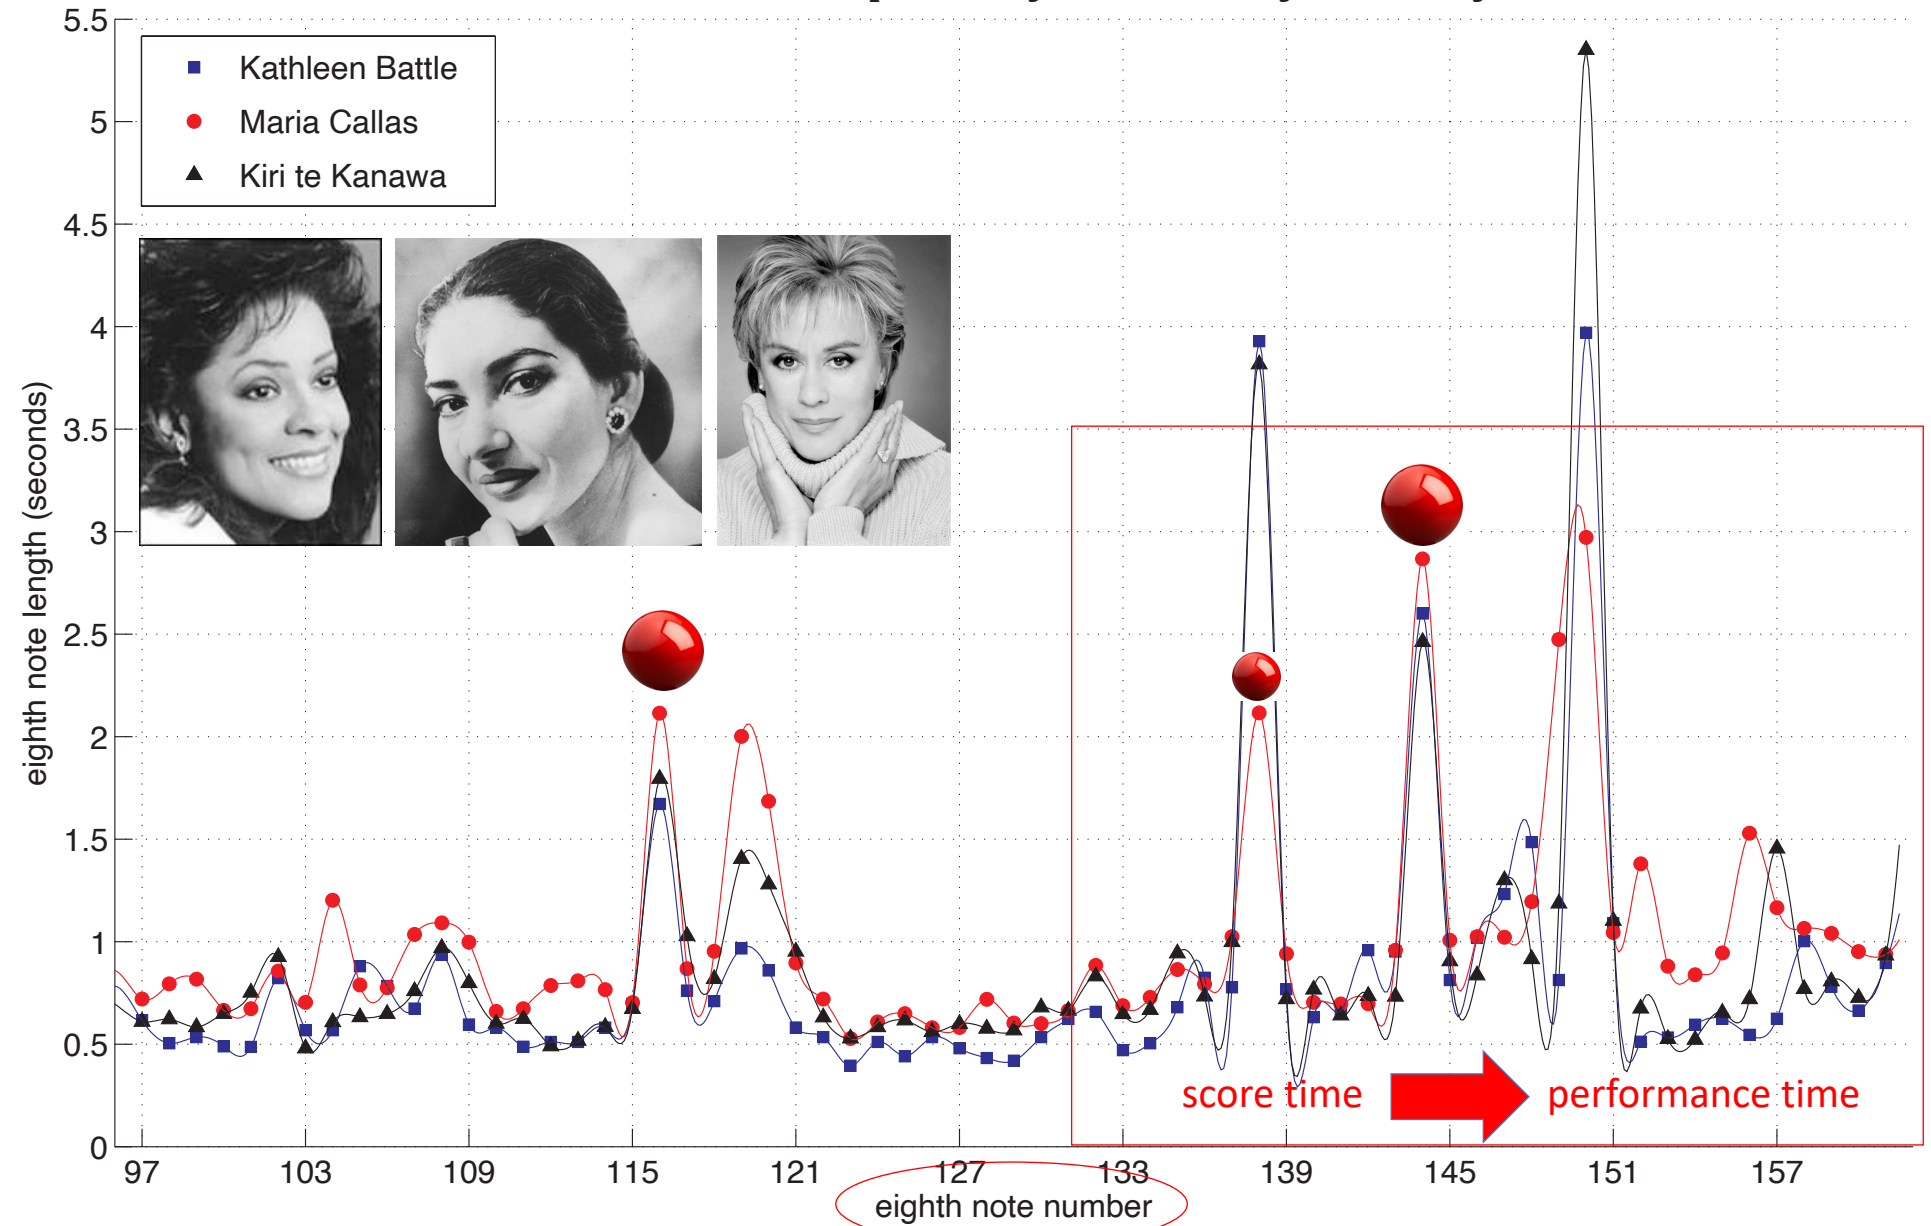 5.5
5
4.5
4
3.5
3
2.5
2
1.5
1
0.5
0
eighth note length (seconds)
Kathleen Battle
Maria Callas
Kiri te Kanawa
score time
performance time
97 103 109 115 121 127 133 139 145 151 157
eighth note number